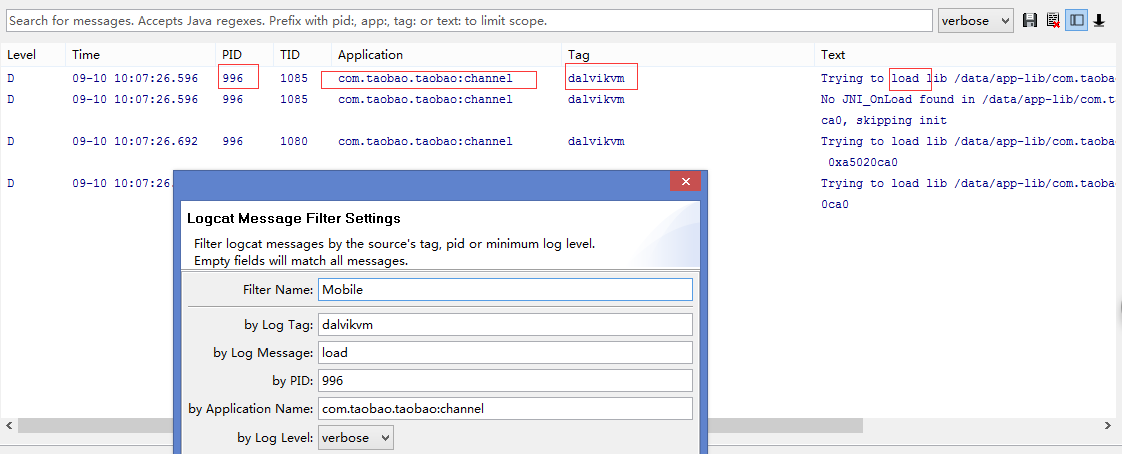 Search for messages. Accepts Java regexes. Prefix with pid:, app:, tag: or text: to limit scope.
verbose
Level Time PID TID Application Tag Text
D 09-10 10:07:26.596 996 1085 com.taobao.taobao:channel dalvikvm Trying to load lib /data/app-lib/com.taoba
D 09-10 10:07:26.596 996 1085 com.taobao.taobao:channel dalvikvm No JNI_OnLoad found in /data/app-lib/com.t
ca0, skipping init
D 09-10 10:07:26.692 996 1080 com.taobao.taobao:channel dalvikvm Trying to load lib /data/app-lib/com.taoba
0xa5020ca0
D 09-10 10:07:26. Trying to load lib /data/app-lib/com.taoba
0ca0
Logcat Message Filter Settings
Filter logcat messages by the source's tag, pid or minimum log level.
Empty fields will match all messages.
Filter Name: Mobile
by Log Tag: dalvikvm
by Log Message: load
by PID: 996
by Application Name: com.taobao.taobao:channel
by Log Level: verbose